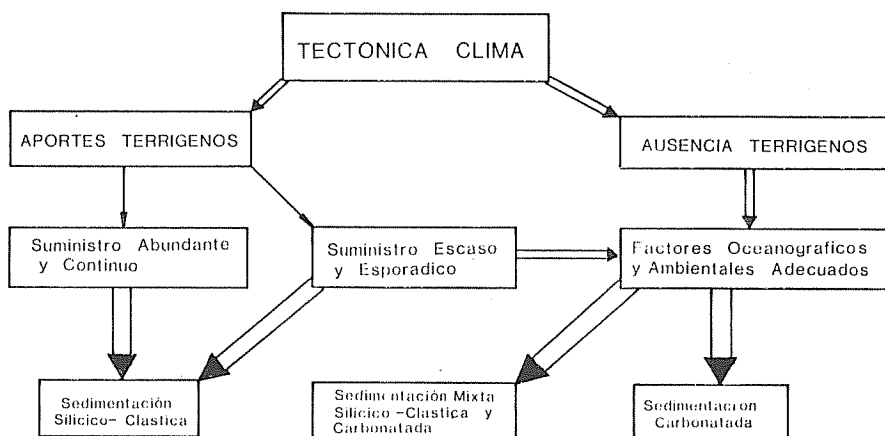 TECTONICA CLIMA
APORTES TERRIGENOS
AUSENCIA TERRIGENOS
Suministro Abundante
y Continuo
Suministro Escaso
y Esporadico
Factores Oceanograficos
y Ambientales Adecuados
Sedimentación
Silicico-Clastica
Sedimentación Mixta
Silicico-Clastica y
Carbonatada
Sedimentacion
Carbonatada